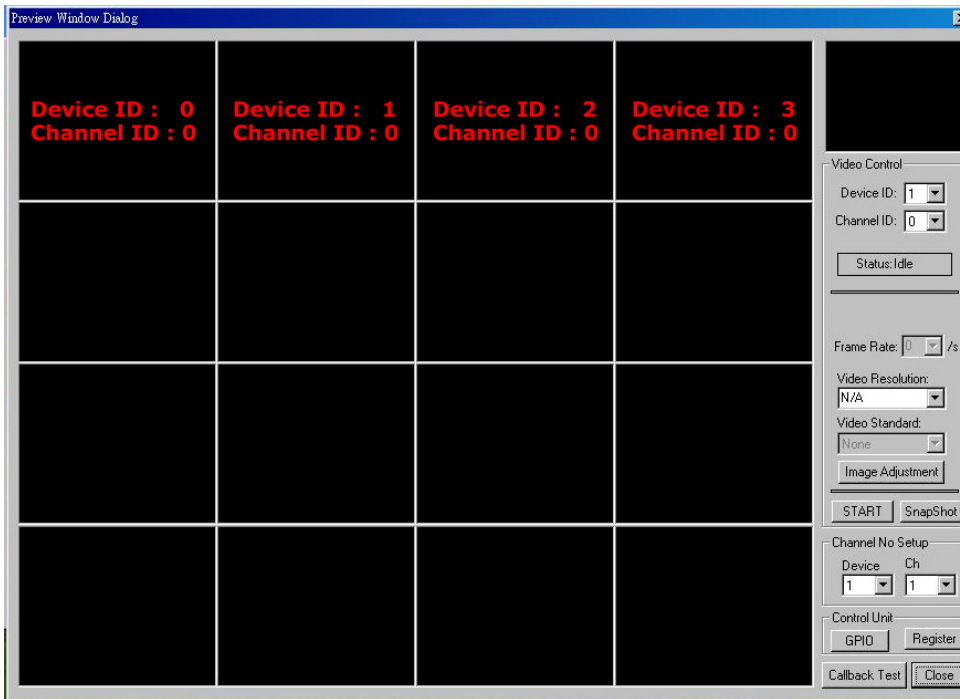 Preview Window Dialog
Device ID : 0
Channel ID : 0
Device ID : 1
Channel ID : 0
Device ID : 2
Channel ID : 0
Device ID : 3
Channel ID : 0
Video Control
Device ID: 1
Channel ID: 0
Status:Idle
Frame Rate: 0 /s
Video Resolution:
N/A
Video Standard:
None
Image Adjustment
START SnapShot
Channel No Setup
Device Ch
1 1
Control Unit
GPIO Register
Callback Test Close